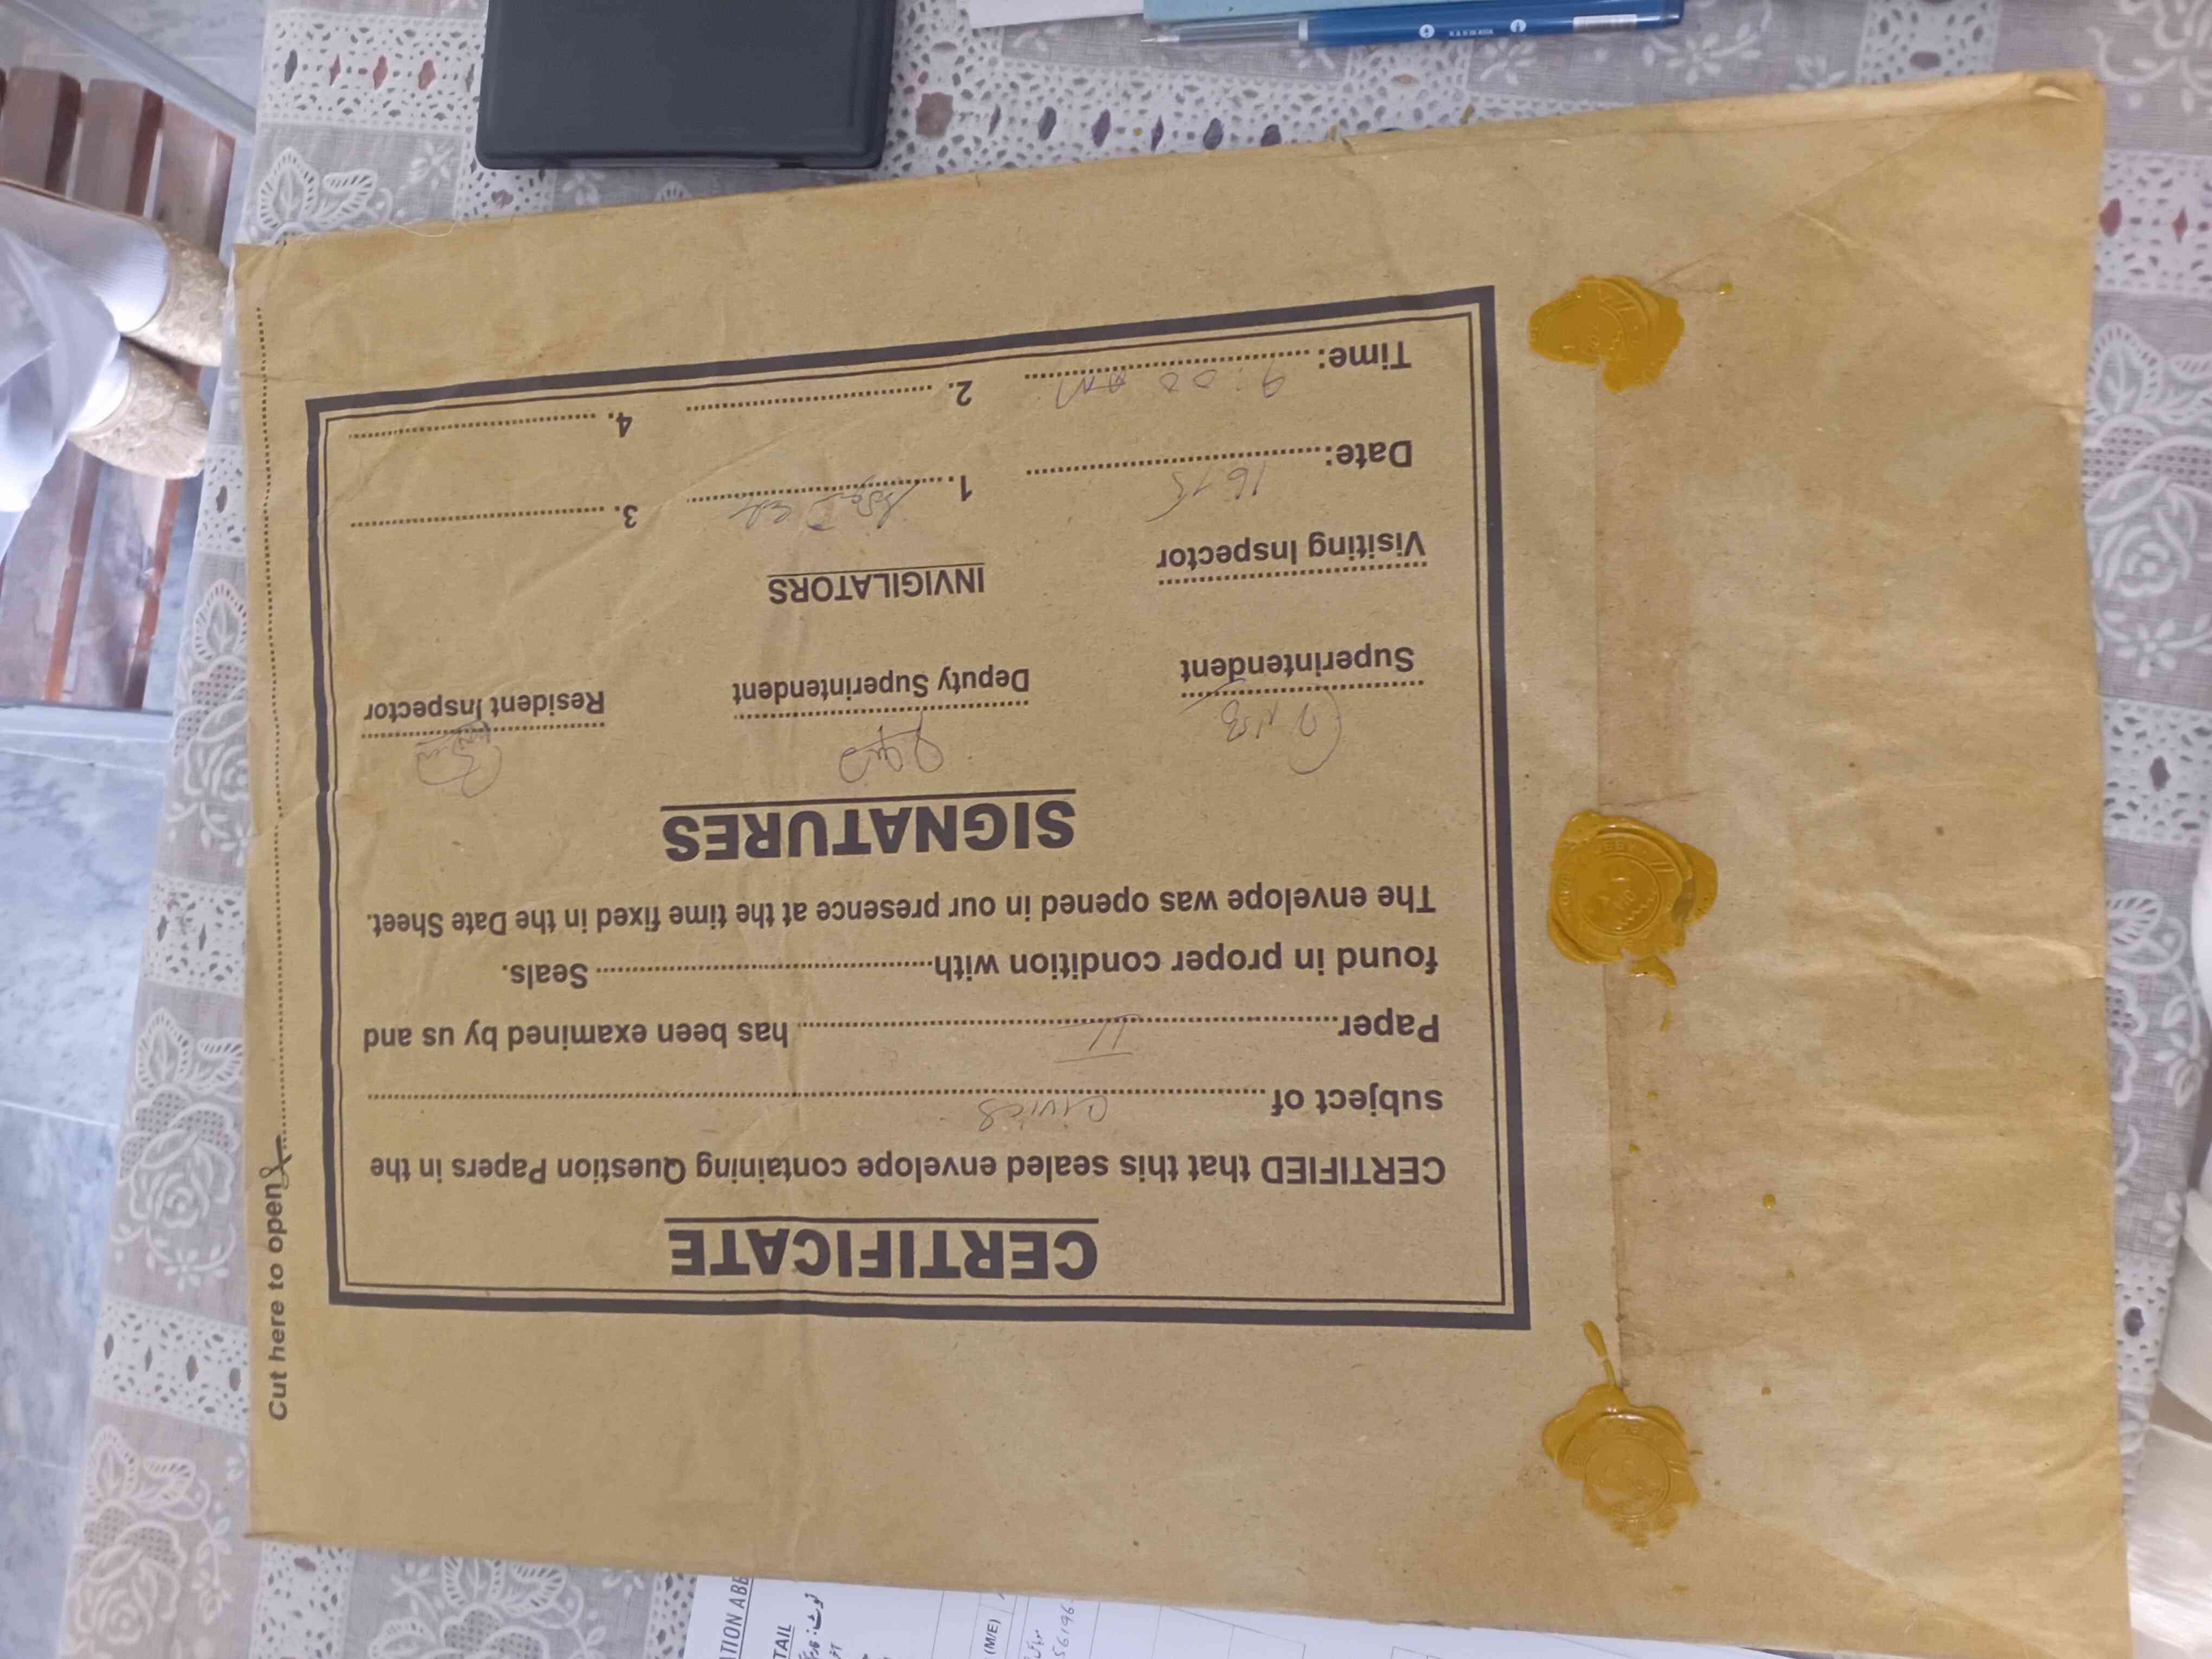 CERTIFICATE
CERTIFIED that this sealed envelope containing Question Papers in the
subject of civics
Paper II has been examined by us and
found in proper condition with Seals.
The envelope was opened in our presence at the time fixed in the Date Sheet.
SIGNATURES
Superintendent Deputy Superintendent Resident Inspector
Visiting Inspector INVIGILATORS
Date: 1. 3.
Time: 9:00 AM 2. 4.
Cut here to open
TAIL
(M/E)